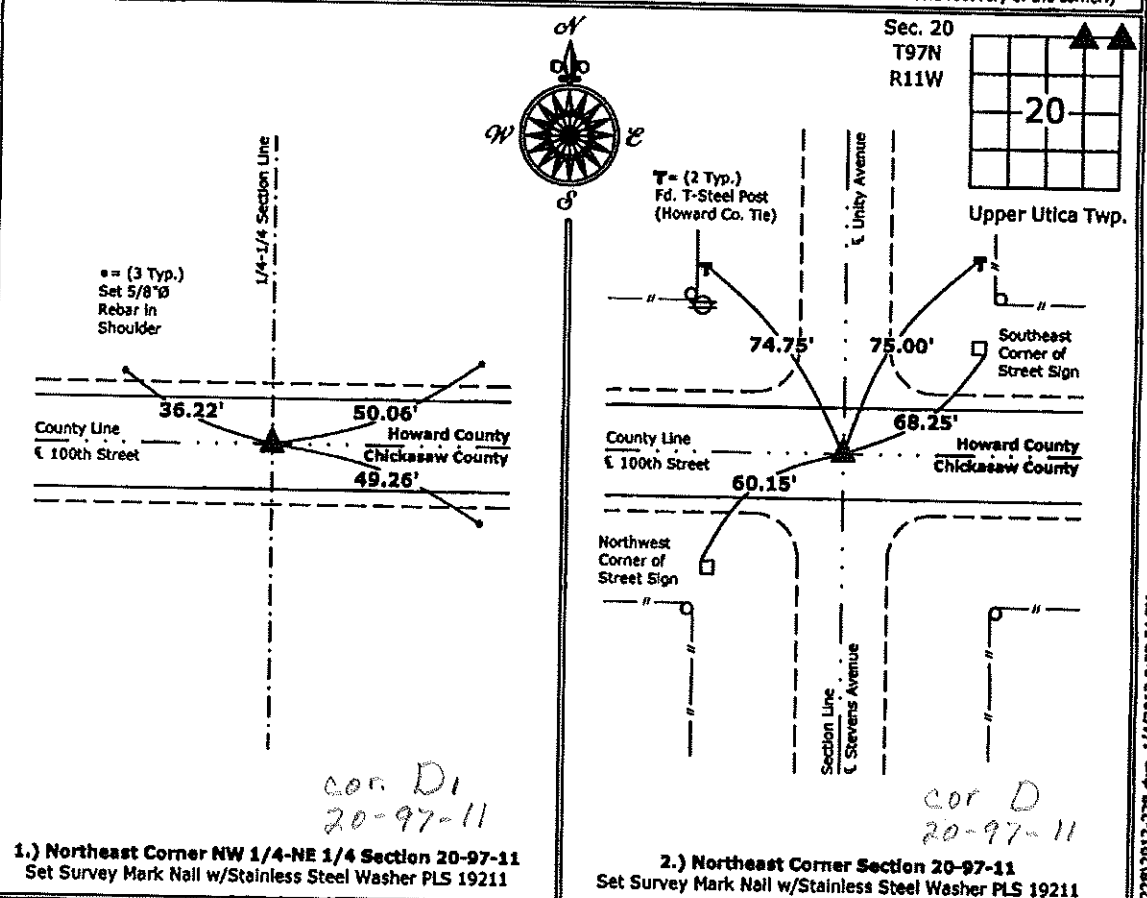 N
W
E
S
Sec. 20
T97N
R11W
20
Upper Utica Twp.
1/4-1/4 Section Line
= (3 Typ.)
Set 5/8"Ø
Rebar in
Shoulder
36.22'
50.06'
County Line
℄ 100th Street
Howard County
Chickasaw County
49.26'
cor. D1
20-97-11
1.) Northeast Corner NW 1/4-NE 1/4 Section 20-97-11
Set Survey Mark Nail w/Stainless Steel Washer PLS 19211
T= (2 Typ.)
Fd. T-Steel Post
(Howard Co. Tie)
℄ Unity Avenue
74.75'
75.00'
Southeast
Corner of
Street Sign
68.25'
County Line
℄ 100th Street
Howard County
Chickasaw County
60.15'
Northwest
Corner of
Street Sign
Section Line
℄ Stevens Avenue
cor D
20-97-11
2.) Northeast Corner Section 20-97-11
Set Survey Mark Nail w/Stainless Steel Washer PLS 19211